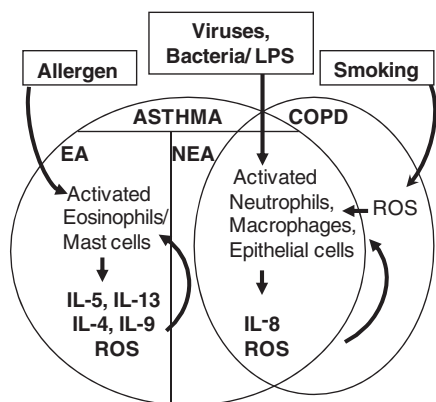 Viruses,
Bacteria/ LPS
Allergen
Smoking
ASTHMA
COPD
EA
NEA
Activated
Eosinophils/
Mast cells
IL-5, IL-13
IL-4, IL-9
ROS
Activated
Neutrophils,
Macrophages,
Epithelial cells
IL-8
ROS
ROS